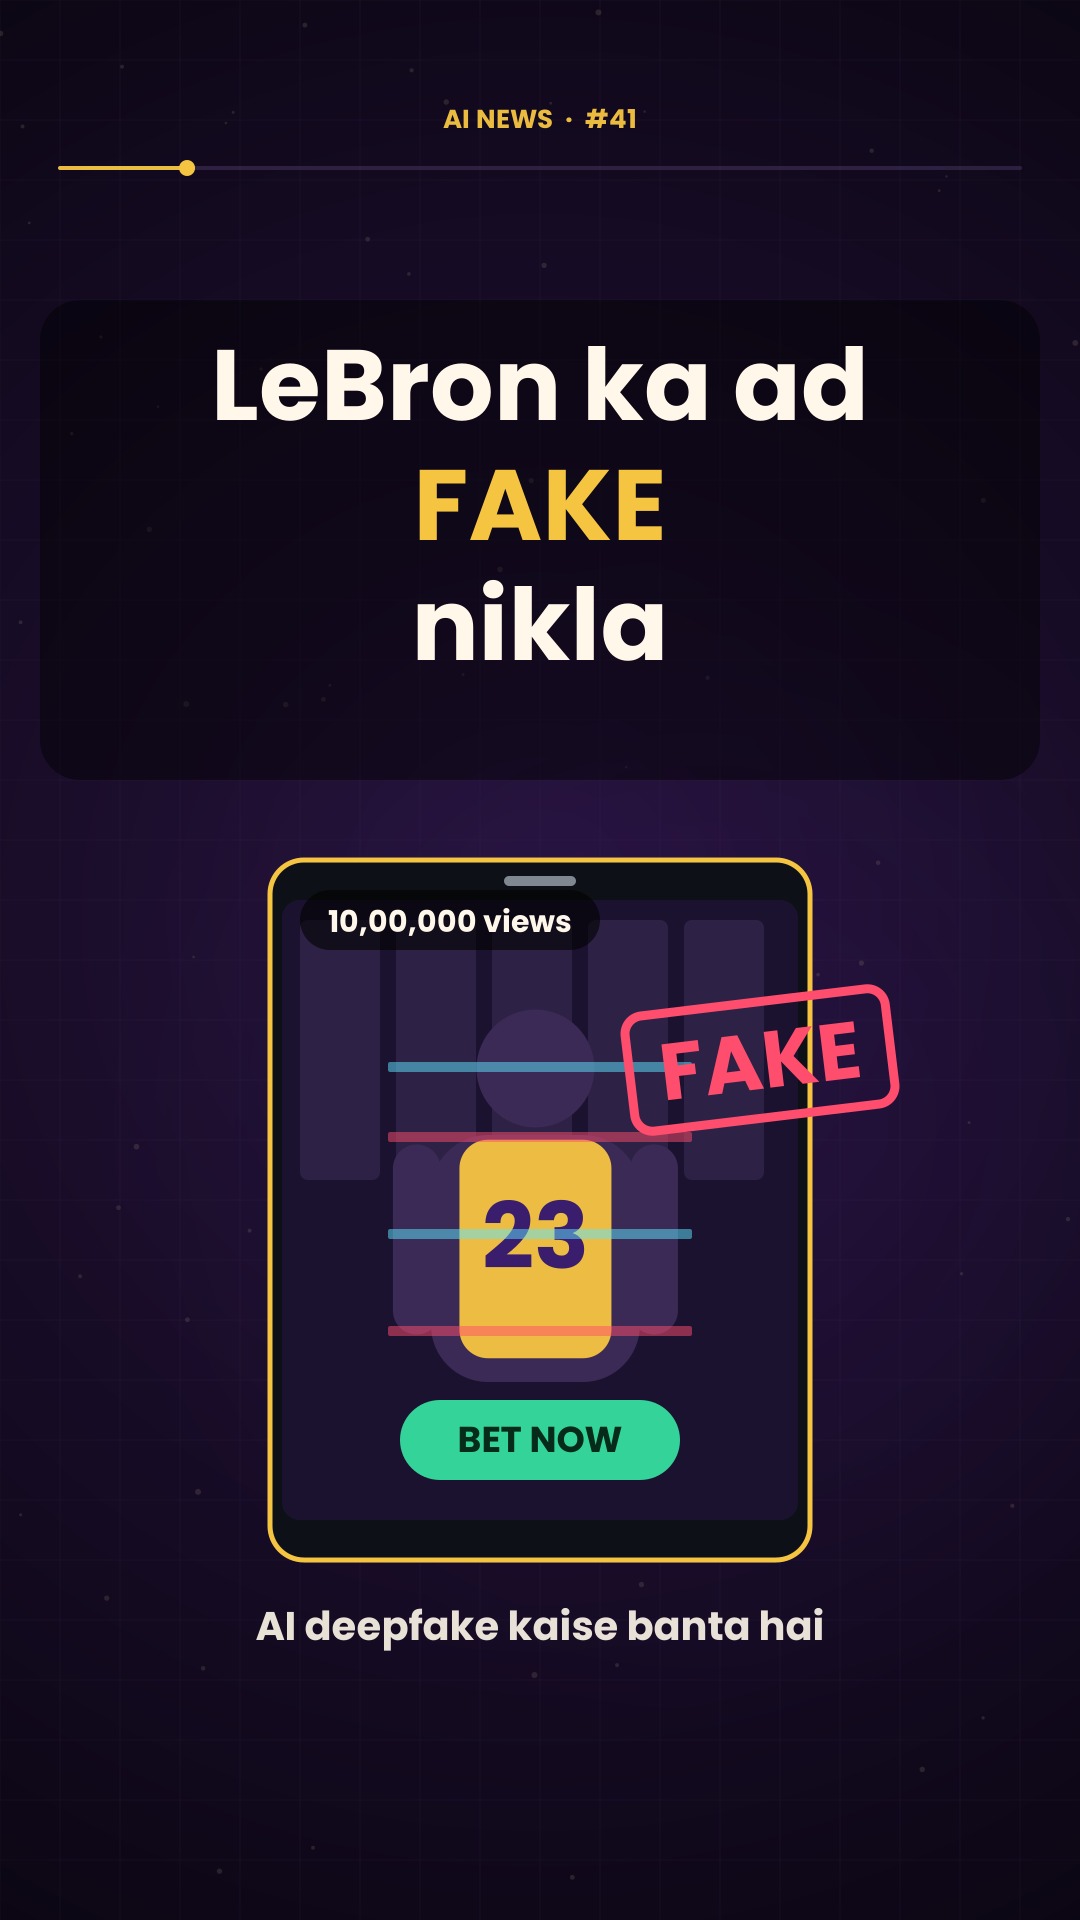 AI NEWS · #41
LeBron ka ad
FAKE
nikla
10,00,000 views
FAKE
23
BET NOW
AI deepfake kaise banta hai